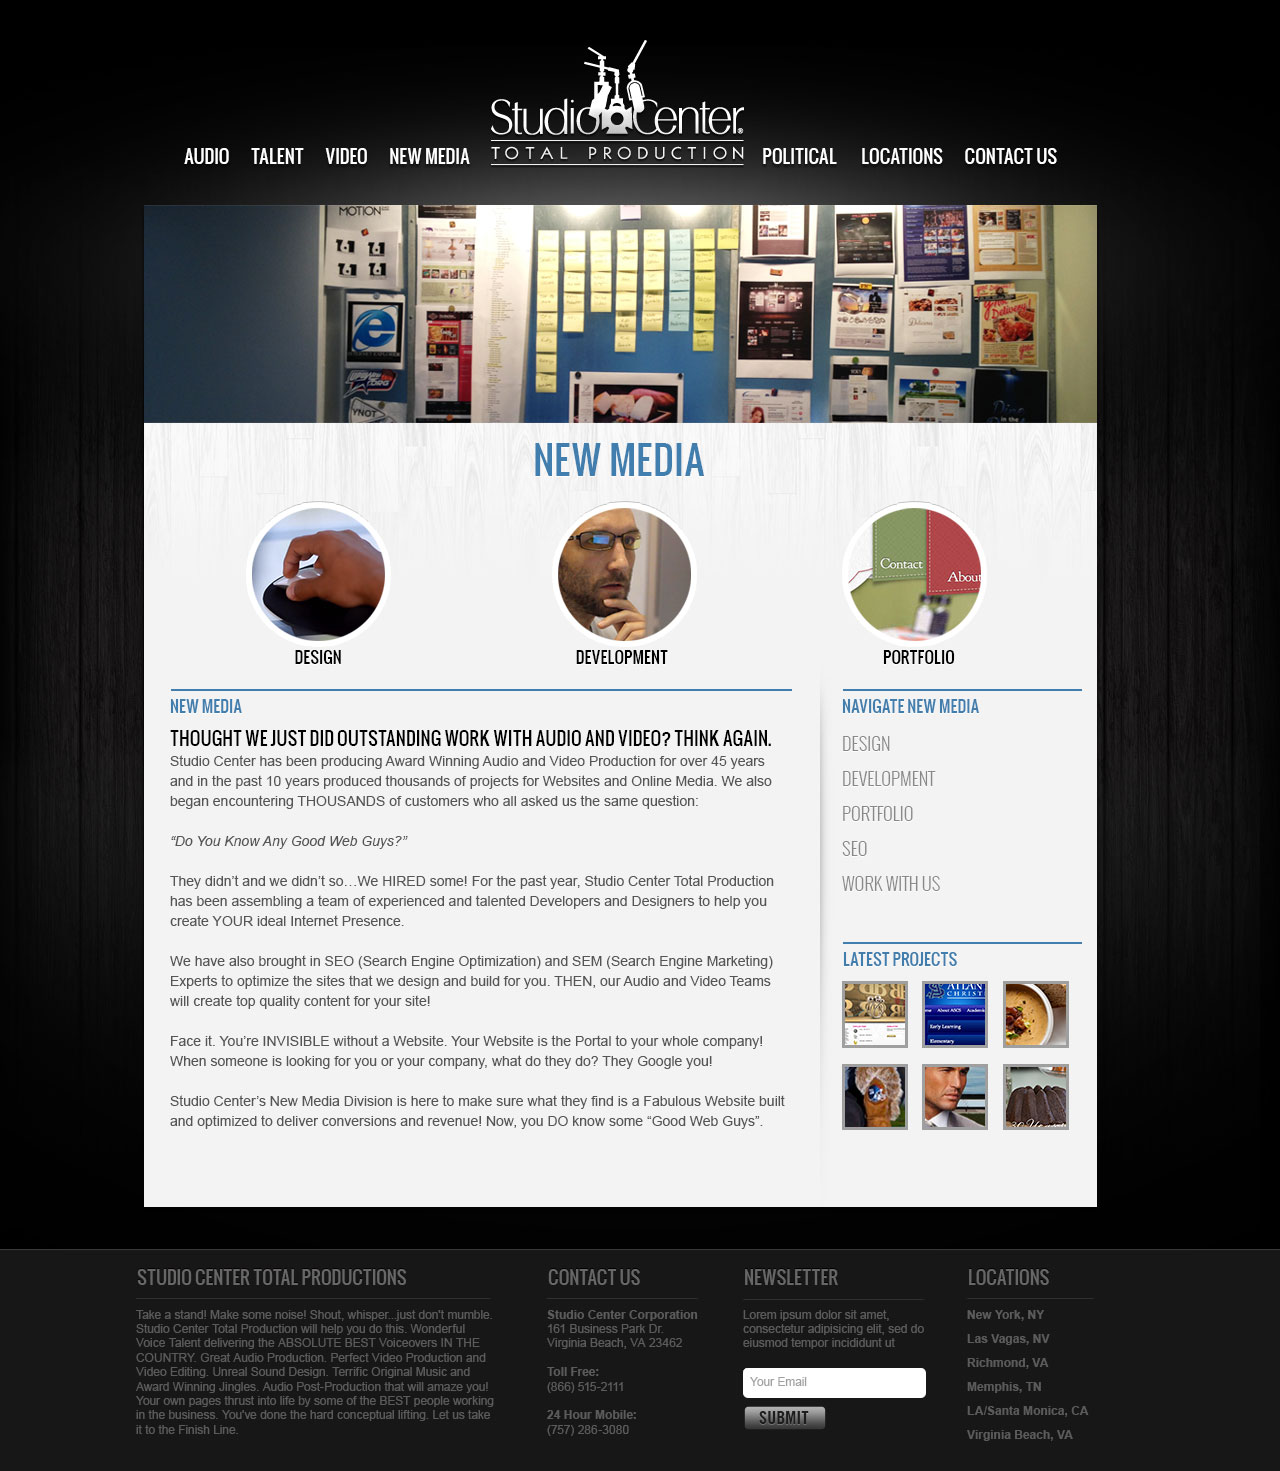 Studio Center®
TOTAL PRODUCTION
AUDIO TALENT VIDEO NEW MEDIA POLITICAL LOCATIONS CONTACT US
MOTION
YNOT
NEW MEDIA
Contact
About
DESIGN DEVELOPMENT PORTFOLIO
NEW MEDIA
THOUGHT WE JUST DID OUTSTANDING WORK WITH AUDIO AND VIDEO? THINK AGAIN.
Studio Center has been producing Award Winning Audio and Video Production for over 45 years
and in the past 10 years produced thousands of projects for Websites and Online Media. We also
began encountering THOUSANDS of customers who all asked us the same question:
“Do You Know Any Good Web Guys?”
They didn’t and we didn’t so…We HIRED some! For the past year, Studio Center Total Production
has been assembling a team of experienced and talented Developers and Designers to help you
create YOUR ideal Internet Presence.
We have also brought in SEO (Search Engine Optimization) and SEM (Search Engine Marketing)
Experts to optimize the sites that we design and build for you. THEN, our Audio and Video Teams
will create top quality content for your site!
Face it. You’re INVISIBLE without a Website. Your Website is the Portal to your whole company!
When someone is looking for you or your company, what do they do? They Google you!
Studio Center’s New Media Division is here to make sure what they find is a Fabulous Website built
and optimized to deliver conversions and revenue! Now, you DO know some “Good Web Guys”.
NAVIGATE NEW MEDIA
DESIGN
DEVELOPMENT
PORTFOLIO
SEO
WORK WITH US
LATEST PROJECTS
About ASCS
Early Learning
Elementary
STUDIO CENTER TOTAL PRODUCTIONS
Take a stand! Make some noise! Shout, whisper...just don't mumble.
Studio Center Total Production will help you do this. Wonderful
Voice Talent delivering the ABSOLUTE BEST Voiceovers IN THE
COUNTRY. Great Audio Production. Perfect Video Production and
Video Editing. Unreal Sound Design. Terrific Original Music and
Award Winning Jingles. Audio Post-Production that will amaze you!
Your own pages thrust into life by some of the BEST people working
in the business. You've done the hard conceptual lifting. Let us take
it to the Finish Line.
CONTACT US
Studio Center Corporation
161 Business Park Dr.
Virginia Beach, VA 23462
Toll Free:
(866) 515-2111
24 Hour Mobile:
(757) 286-3080
NEWSLETTER
Lorem ipsum dolor sit amet,
consectetur adipisicing elit, sed do
eiusmod tempor incididunt ut
Your Email
SUBMIT
LOCATIONS
New York, NY
Las Vagas, NV
Richmond, VA
Memphis, TN
LA/Santa Monica, CA
Virginia Beach, VA